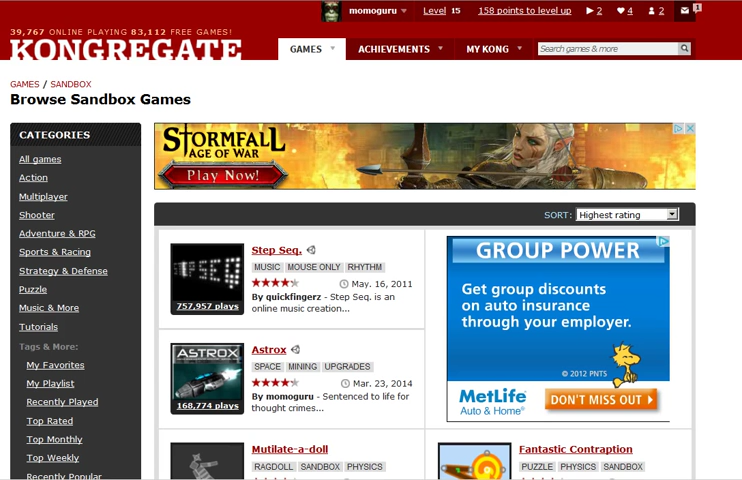 momoguru Level 15 158 points to level up 2 4 2 1
39,767 ONLINE PLAYING 83,112 FREE GAMES!
KONGREGATE
GAMES ACHIEVEMENTS MY KONG Search games & more
GAMES / SANDBOX
Browse Sandbox Games
CATEGORIES
All games
Action
Multiplayer
Shooter
Adventure & RPG
Sports & Racing
Strategy & Defense
Puzzle
Music & More
Tutorials
Tags & More:
My Favorites
My Playlist
Recently Played
Top Rated
Top Monthly
Top Weekly
Recently Popular
STORMFALL
AGE OF WAR
Play Now!
SORT: Highest rating
STEP SEQ
757,957 plays
Step Seq.
MUSIC MOUSE ONLY RHYTHM
May. 16, 2011
By quickfingerz - Step Seq. is an
online music creation...
GROUP POWER
Get group discounts
on auto insurance
through your employer.
© 2012 PNTS
MetLife
Auto & Home®
DON'T MISS OUT
ASTROX
168,774 plays
Astrox
SPACE MINING UPGRADES
Mar. 23, 2014
By momoguru - Sentenced to life for
thought crimes...
Mutilate-a-doll
RAGDOLL SANDBOX PHYSICS
Fantastic Contraption
PUZZLE PHYSICS SANDBOX